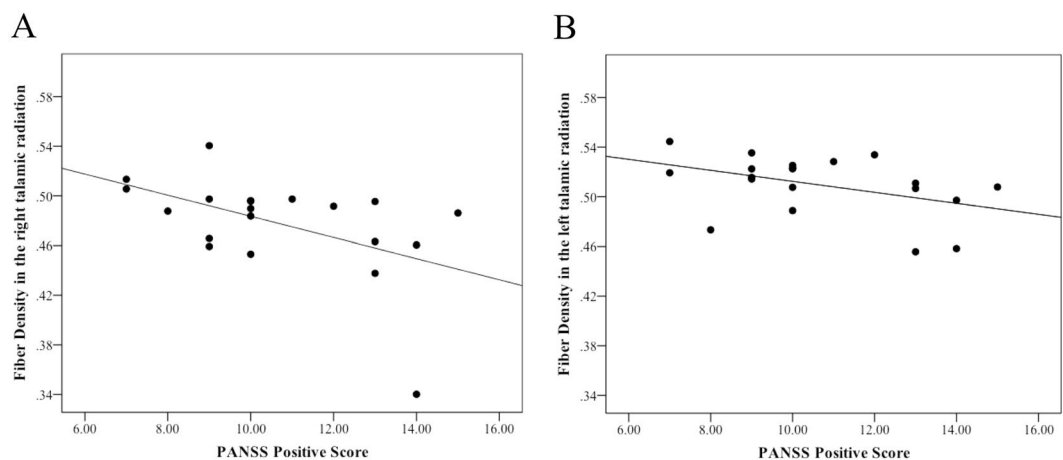 A
Fiber Density in the right talamic radiation
.58
.54
.50
.46
.42
.38
.34
6.00 8.00 10.00 12.00 14.00 16.00
PANSS Positive Score
B
Fiber Density in the left talamic radiation
.58
.54
.50
.46
.42
.38
.34
6.00 8.00 10.00 12.00 14.00 16.00
PANSS Positive Score